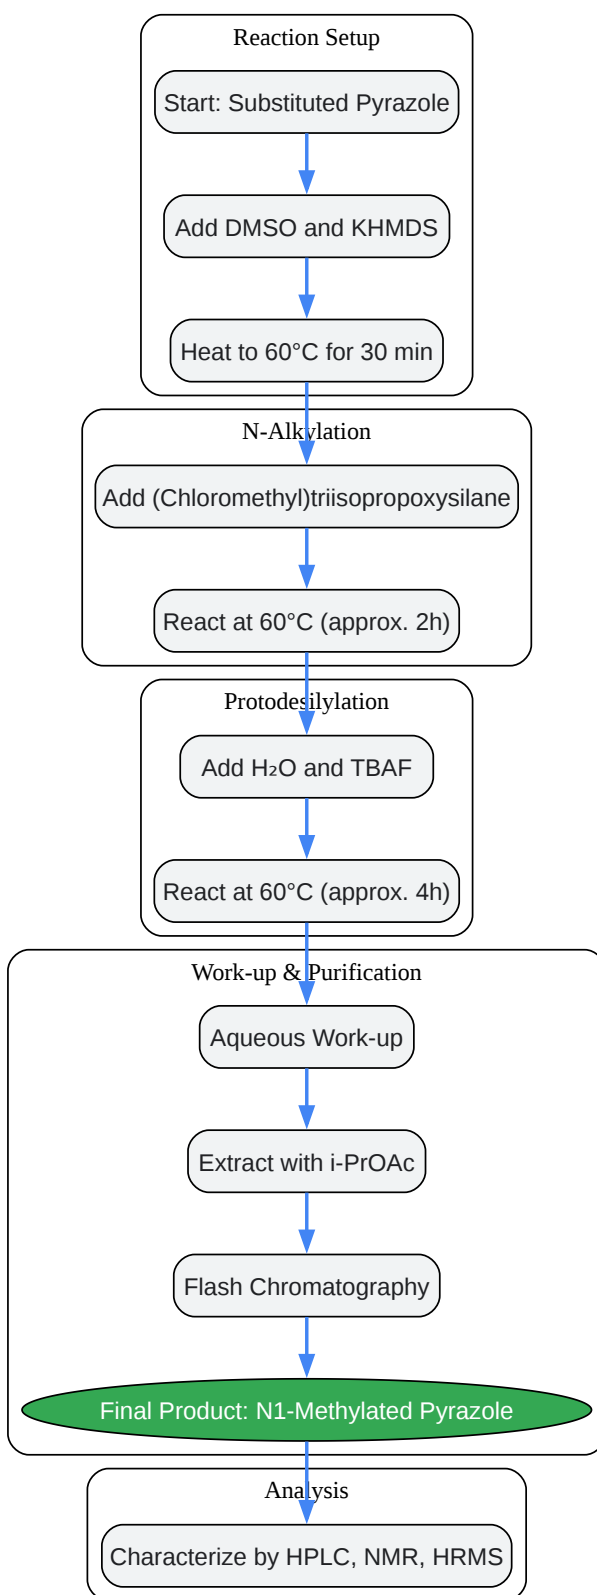 Reaction Setup
Start: Substituted Pyrazole
Add DMSO and KHMDS
Heat to 60°C for 30 min
N-Alkylation
Add (Chloromethyl)triisopropoxysilane
React at 60°C (approx. 2h)
Protodesilylation
Add H₂O and TBAF
React at 60°C (approx. 4h)
Work-up & Purification
Aqueous Work-up
Extract with i-PrOAc
Flash Chromatography
Final Product: N1-Methylated Pyrazole
Analysis
Characterize by HPLC, NMR, HRMS